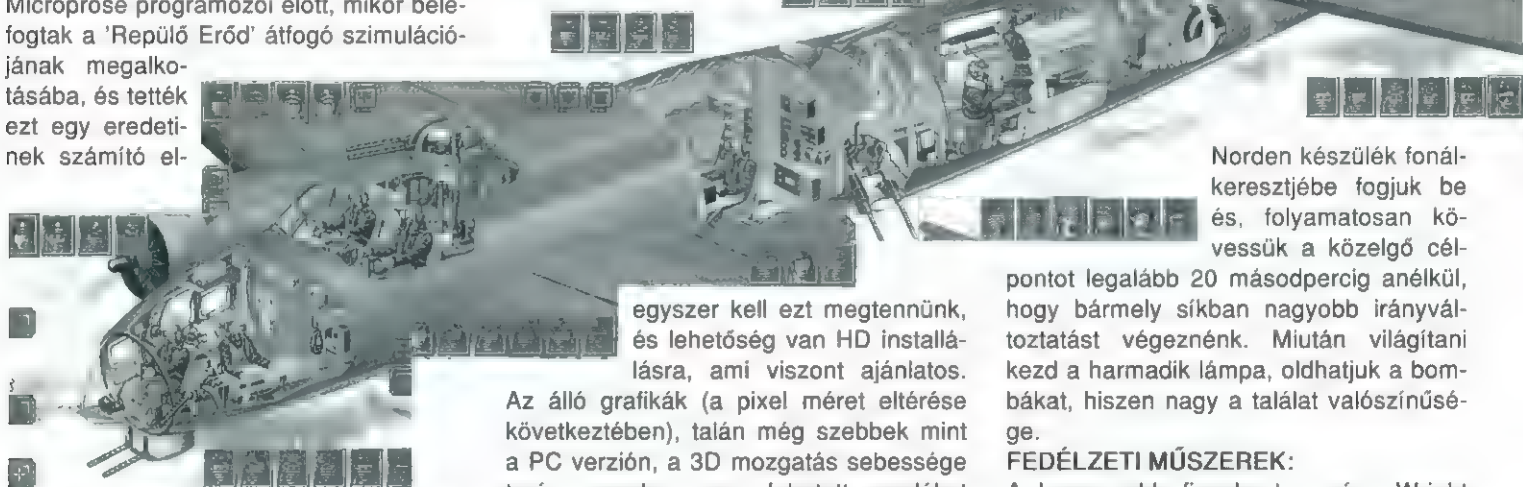 Microprose programozói előtt, mikor bele-
fogtak a 'Repülő Erőd' átfogó szimuláció-
jának megalko-
tásába, és tették
ezt egy eredeti-
nek számító el-
egyszer kell ezt megtennünk,
és lehetőség van HD installá-
lásra, ami viszont ajánlatos.
Az álló grafikák (a pixel méret eltérése
következtében), talán még szebbek mint
a PC verzión, a 3D mozgatás sebessége
Norden készülék fonál-
keresztjébe fogjuk be
és, folyamatosan kö-
vessük a közelgő cél-
pontot legalább 20 másodpercig anélkül,
hogy bármely síkban nagyobb irányvál-
toztatást végeznénk. Miután világítani
kezd a harmadik lámpa, oldhatjuk a bom-
bákat, hiszen nagy a találat valószínűsé-
ge.
FEDÉLZETI MŰSZEREK: